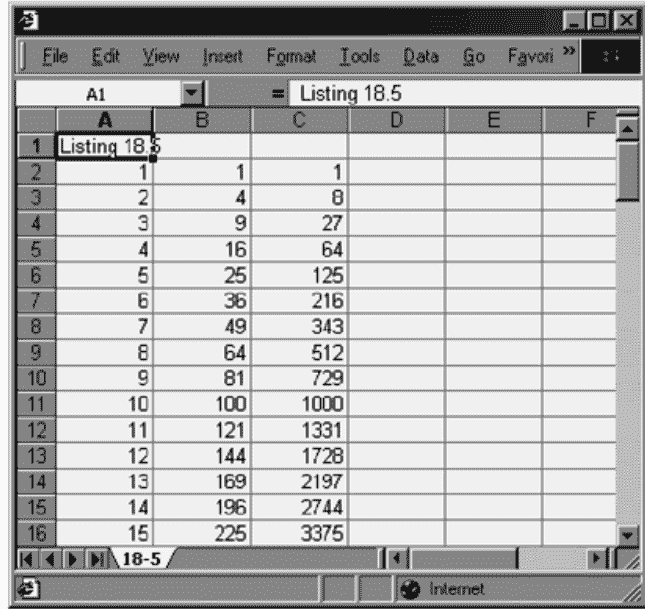 File Edit View Insert Format Tools Data Go Favori »
A1 = Listing 18.5
A B C D E F
1 Listing 18.5
2 1 1 1
3 2 4 8
4 3 9 27
5 4 16 64
6 5 25 125
7 6 36 216
8 7 49 343
9 8 64 512
10 9 81 729
11 10 100 1000
12 11 121 1331
13 12 144 1728
14 13 169 2197
15 14 196 2744
16 15 225 3375
18-5
Internet